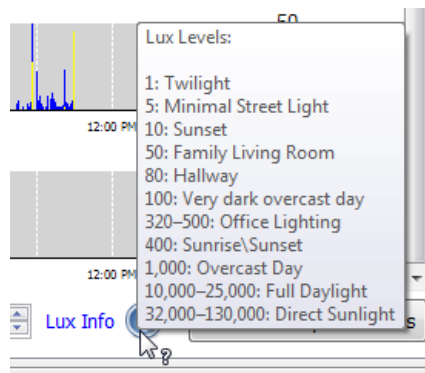 50
Lux Levels:
1: Twilight
5: Minimal Street Light
10: Sunset
12:00 PM
50: Family Living Room
80: Hallway
100: Very dark overcast day
320–500: Office Lighting
400: Sunrise\Sunset
1,000: Overcast Day
12:00 PM
10,000–25,000: Full Daylight
Lux Info
32,000–130,000: Direct Sunlight
s